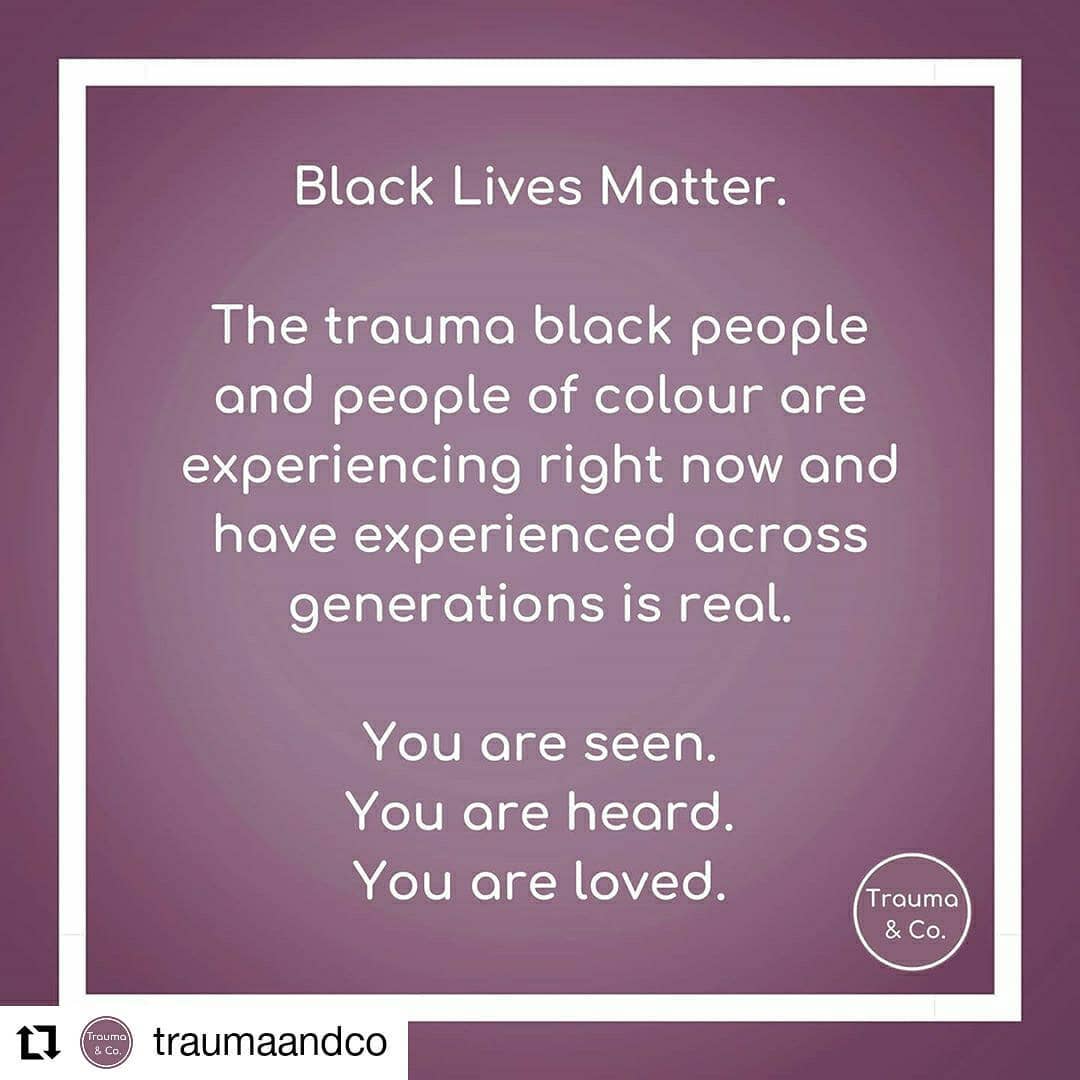 Black Lives Matter.
The trauma black people
and people of colour are
experiencing right now and
have experienced across
generations is real.
You are seen.
You are heard.
You are loved.
Trauma
& Co.
Trauma
& Co.
traumaandco